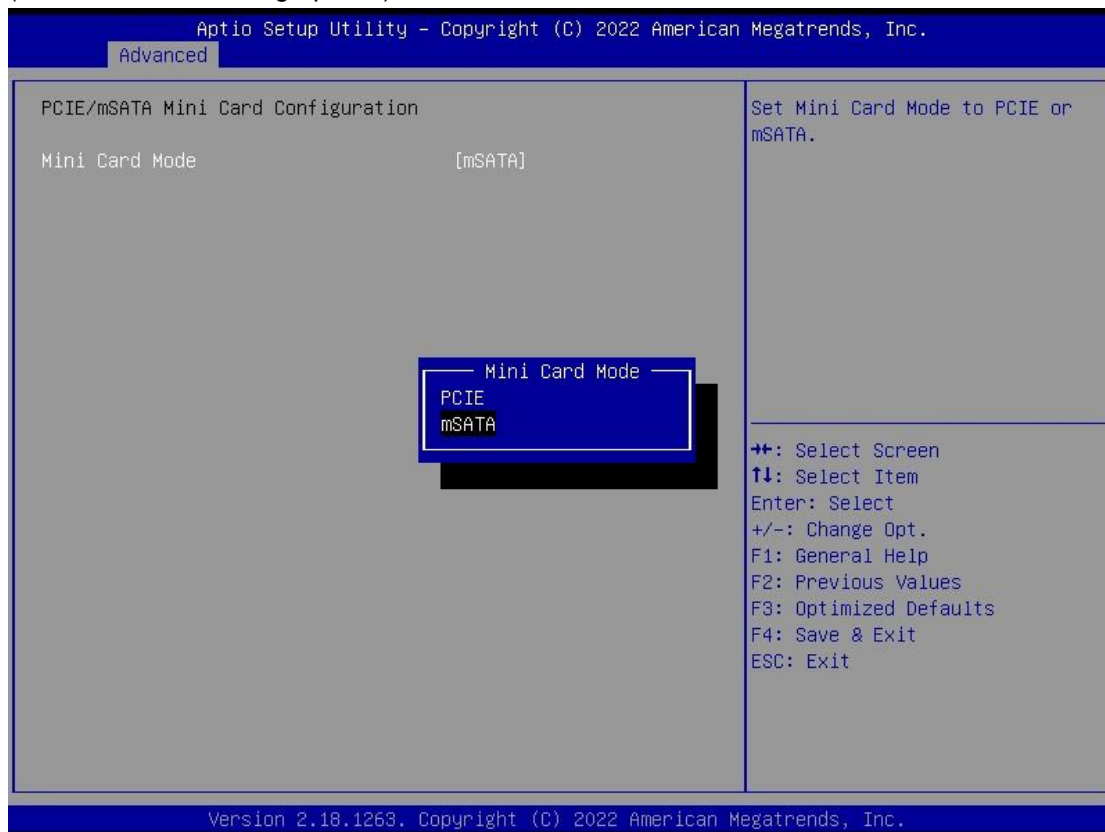 Aptio Setup Utility – Copyright (C) 2022 American Megatrends, Inc.
Advanced
PCIE/mSATA Mini Card Configuration
Mini Card Mode [mSATA]
Set Mini Card Mode to PCIE or
mSATA.
Mini Card Mode
PCIE
mSATA
→←: Select Screen
↑↓: Select Item
Enter: Select
+/-: Change Opt.
F1: General Help
F2: Previous Values
F3: Optimized Defaults
F4: Save & Exit
ESC: Exit
Version 2.18.1263. Copyright (C) 2022 American Megatrends, Inc.